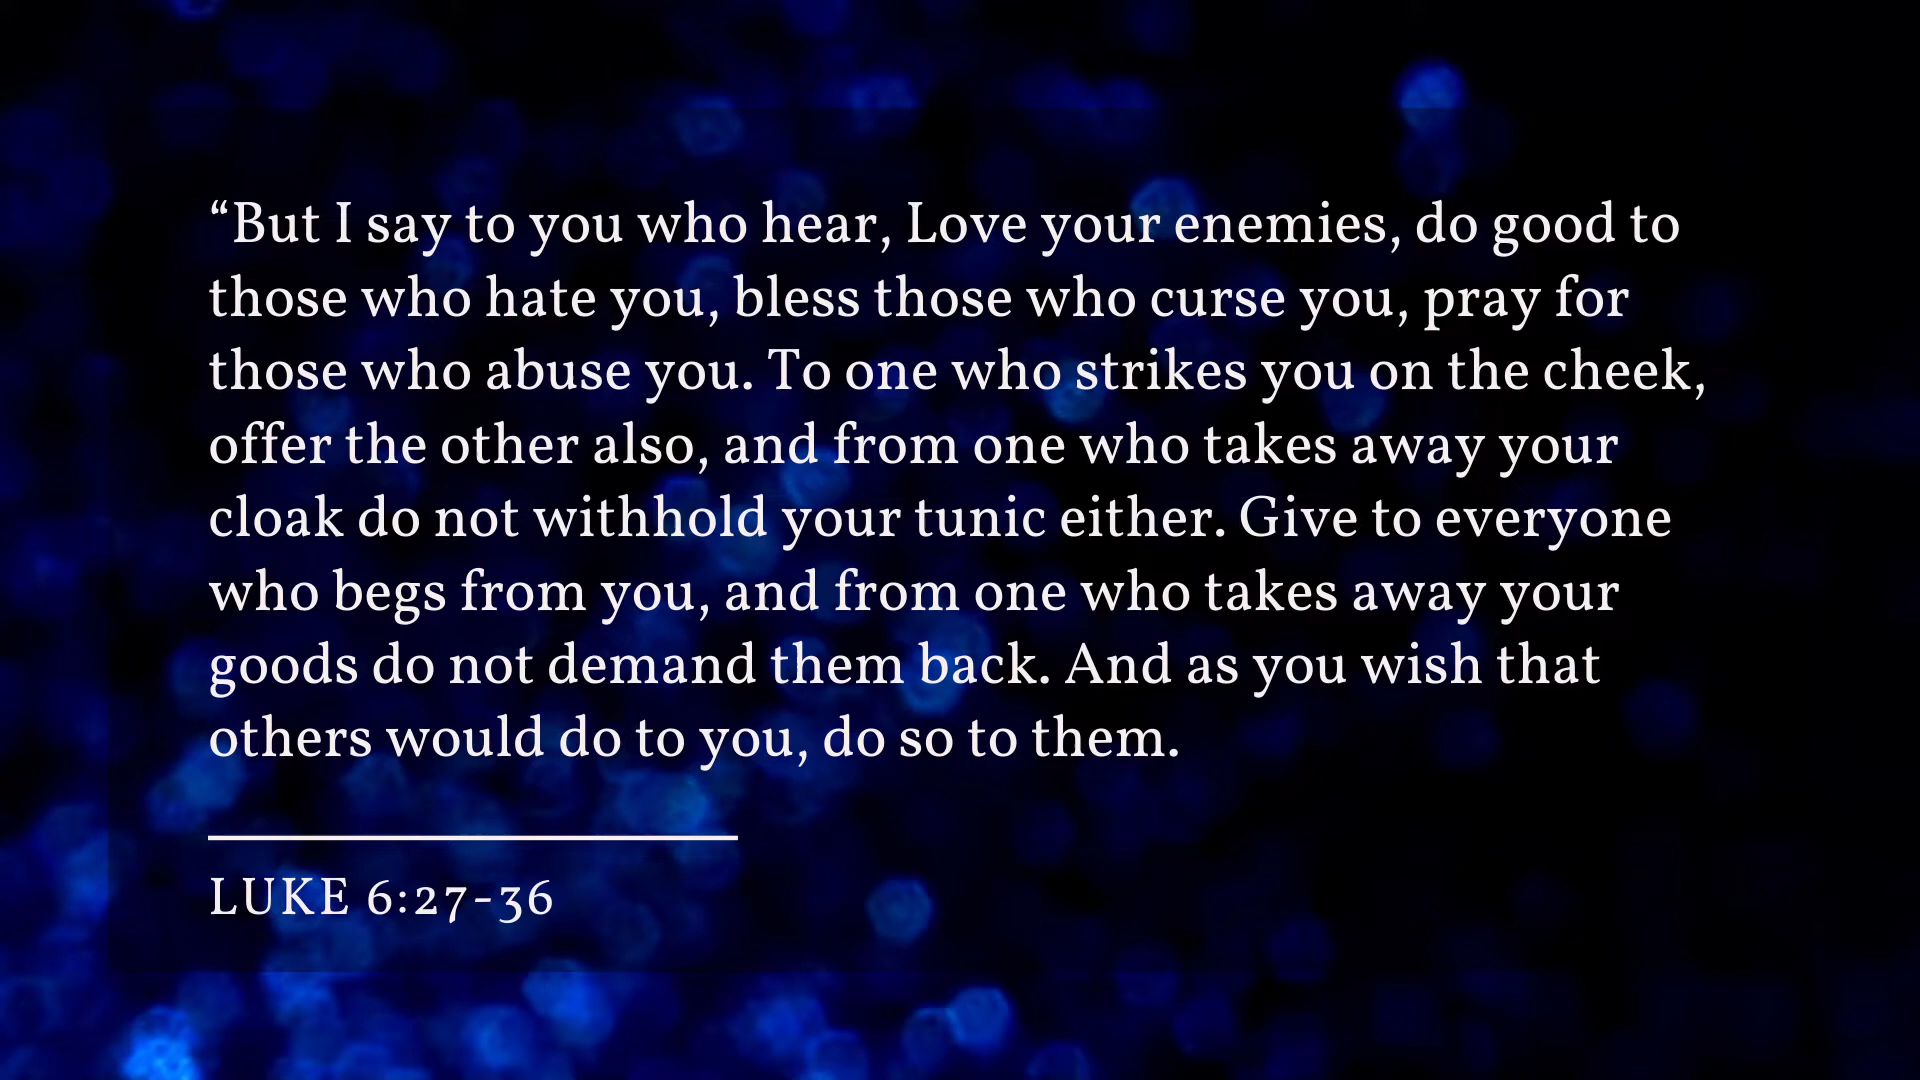 “But I say to you who hear, Love your enemies, do good to
those who hate you, bless those who curse you, pray for
those who abuse you. To one who strikes you on the cheek,
offer the other also, and from one who takes away your
cloak do not withhold your tunic either. Give to everyone
who begs from you, and from one who takes away your
goods do not demand them back. And as you wish that
others would do to you, do so to them.
LUKE 6:27-36